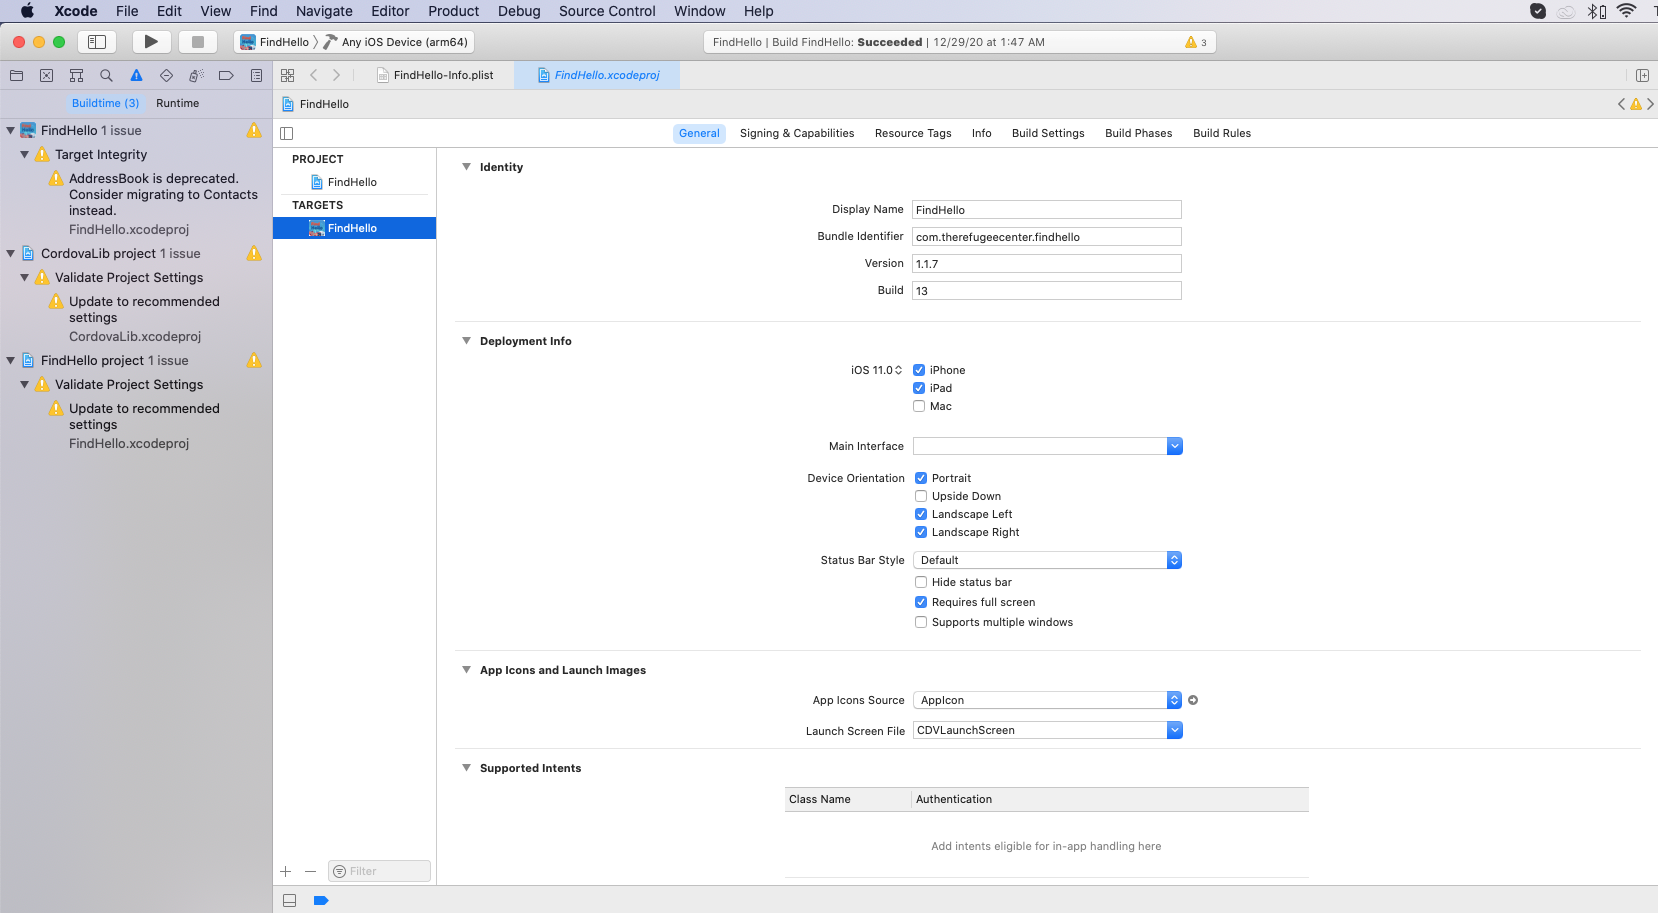 Xcode File Edit View Find Navigate Editor Product Debug Source Control Window Help
FindHello Any iOS Device (arm64)
FindHello | Build FindHello: Succeeded | 12/29/20 at 1:47 AM
3
FindHello-Info.plist
FindHello.xcodeproj
Buildtime (3) Runtime
FindHello
FindHello 1 issue
Target Integrity
AddressBook is deprecated.
Consider migrating to Contacts
instead.
FindHello.xcodeproj
CordovaLib project 1 issue
Validate Project Settings
Update to recommended
settings
CordovaLib.xcodeproj
FindHello project 1 issue
Validate Project Settings
Update to recommended
settings
FindHello.xcodeproj
General Signing & Capabilities Resource Tags Info Build Settings Build Phases Build Rules
PROJECT
FindHello
TARGETS
FindHello
Filter
Identity
Display Name FindHello
Bundle Identifier com.therefugeecenter.findhello
Version 1.1.7
Build 13
Deployment Info
iOS 11.0 iPhone
iPad
Mac
Main Interface
Device Orientation Portrait
Upside Down
Landscape Left
Landscape Right
Status Bar Style Default
Hide status bar
Requires full screen
Supports multiple windows
App Icons and Launch Images
App Icons Source AppIcon
Launch Screen File CDVLaunchScreen
Supported Intents
Class Name Authentication
Add intents eligible for in-app handling here